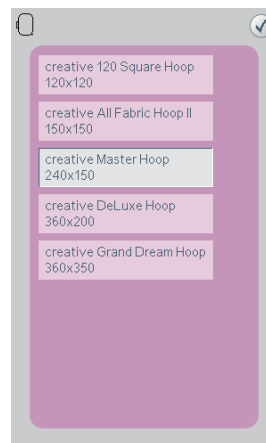 creative 120 Square Hoop
120x120
creative All Fabric Hoop II
150x150
creative Master Hoop
240x150
creative DeLuxe Hoop
360x200
creative Grand Dream Hoop
360x350